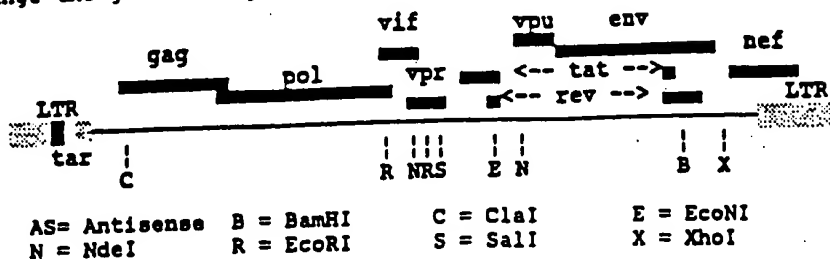 vif
vpu
env
gag
nef
pol
vpr
<-- tat -->
LTR
<-- rev -->
LTR
tar
C
R
NRS
E
N
B
X
AS= Antisense B = BamHI C = ClaI E = EcoNI
N = NdeI R = EcoRI S = SalI X = XhoI